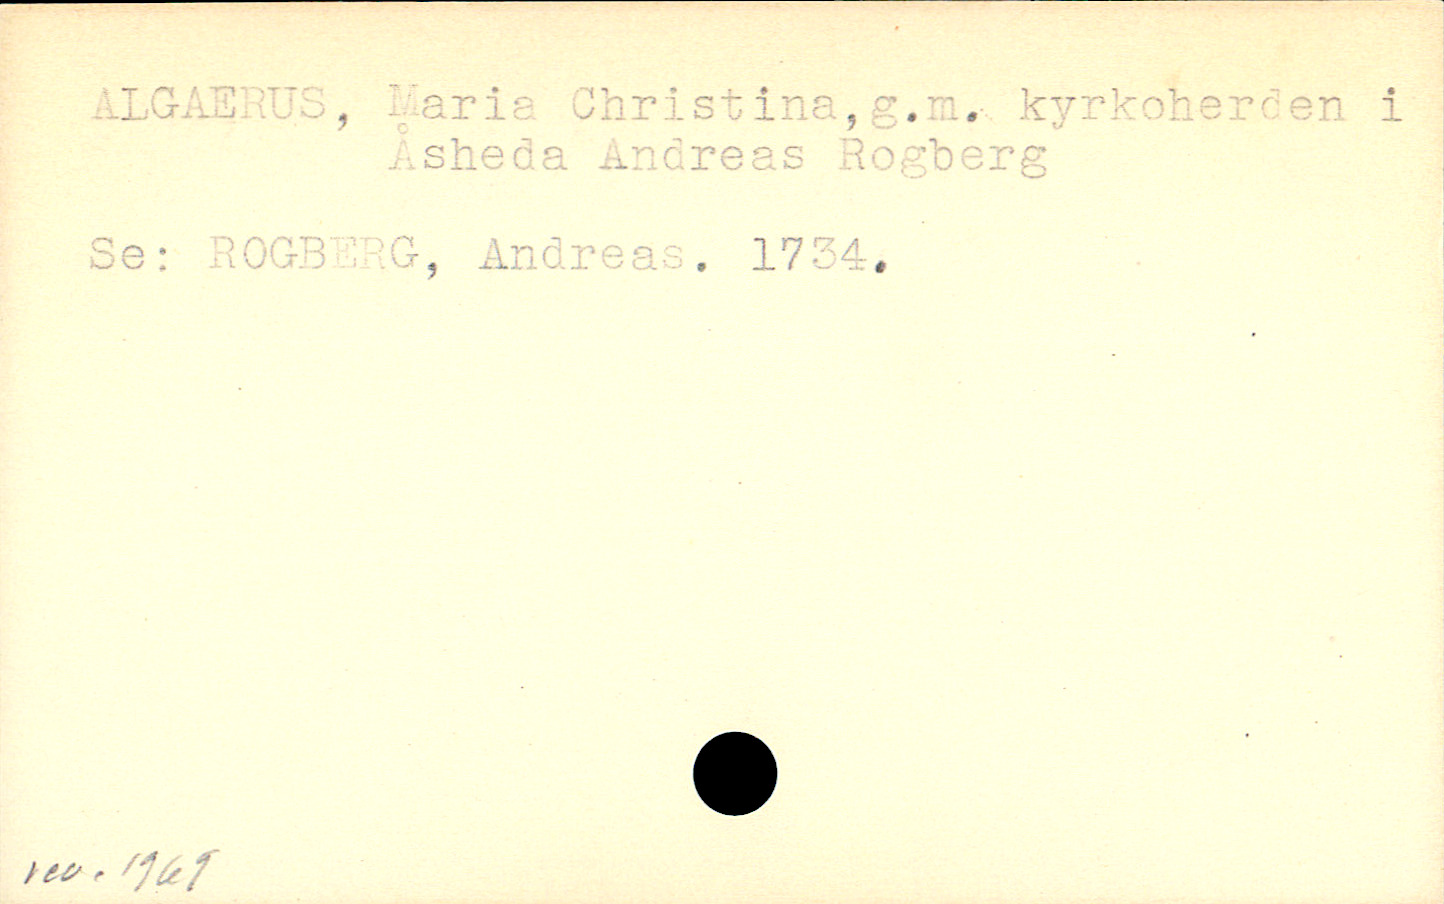 ALGAERUS, Maria Christina,g.m. kyrkoherden i
Åsheda Andreas Rogberg
Se: ROGBERG, Andreas. 1734.
rev. 1969